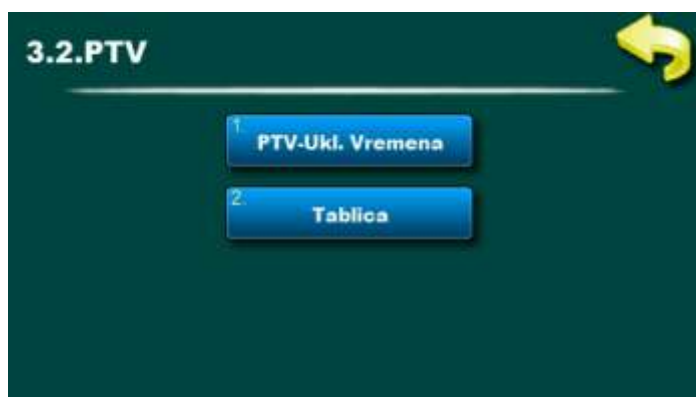 3.2.PTV
1.
PTV-Ukl. Vremena
2.
Tablica